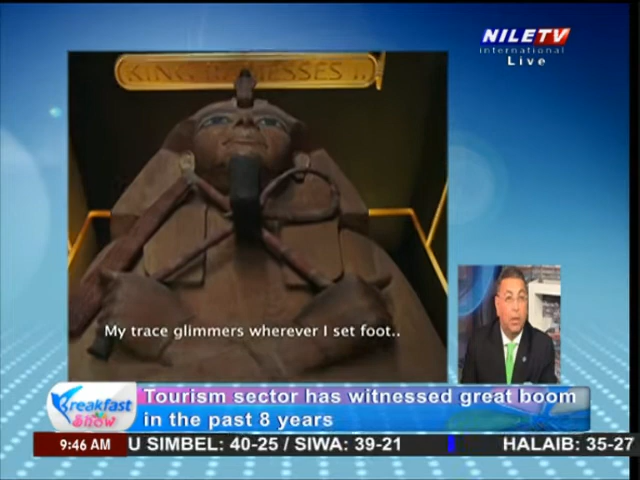 NILETV
international
Live
KING RAMESSES II
My trace glimmers wherever I set foot..
Breakfast
Show
Tourism sector has witnessed great boom
in the past 8 years
9:46 AM
U SIMBEL: 40-25 / SIWA: 39-21
HALAIB: 35-27